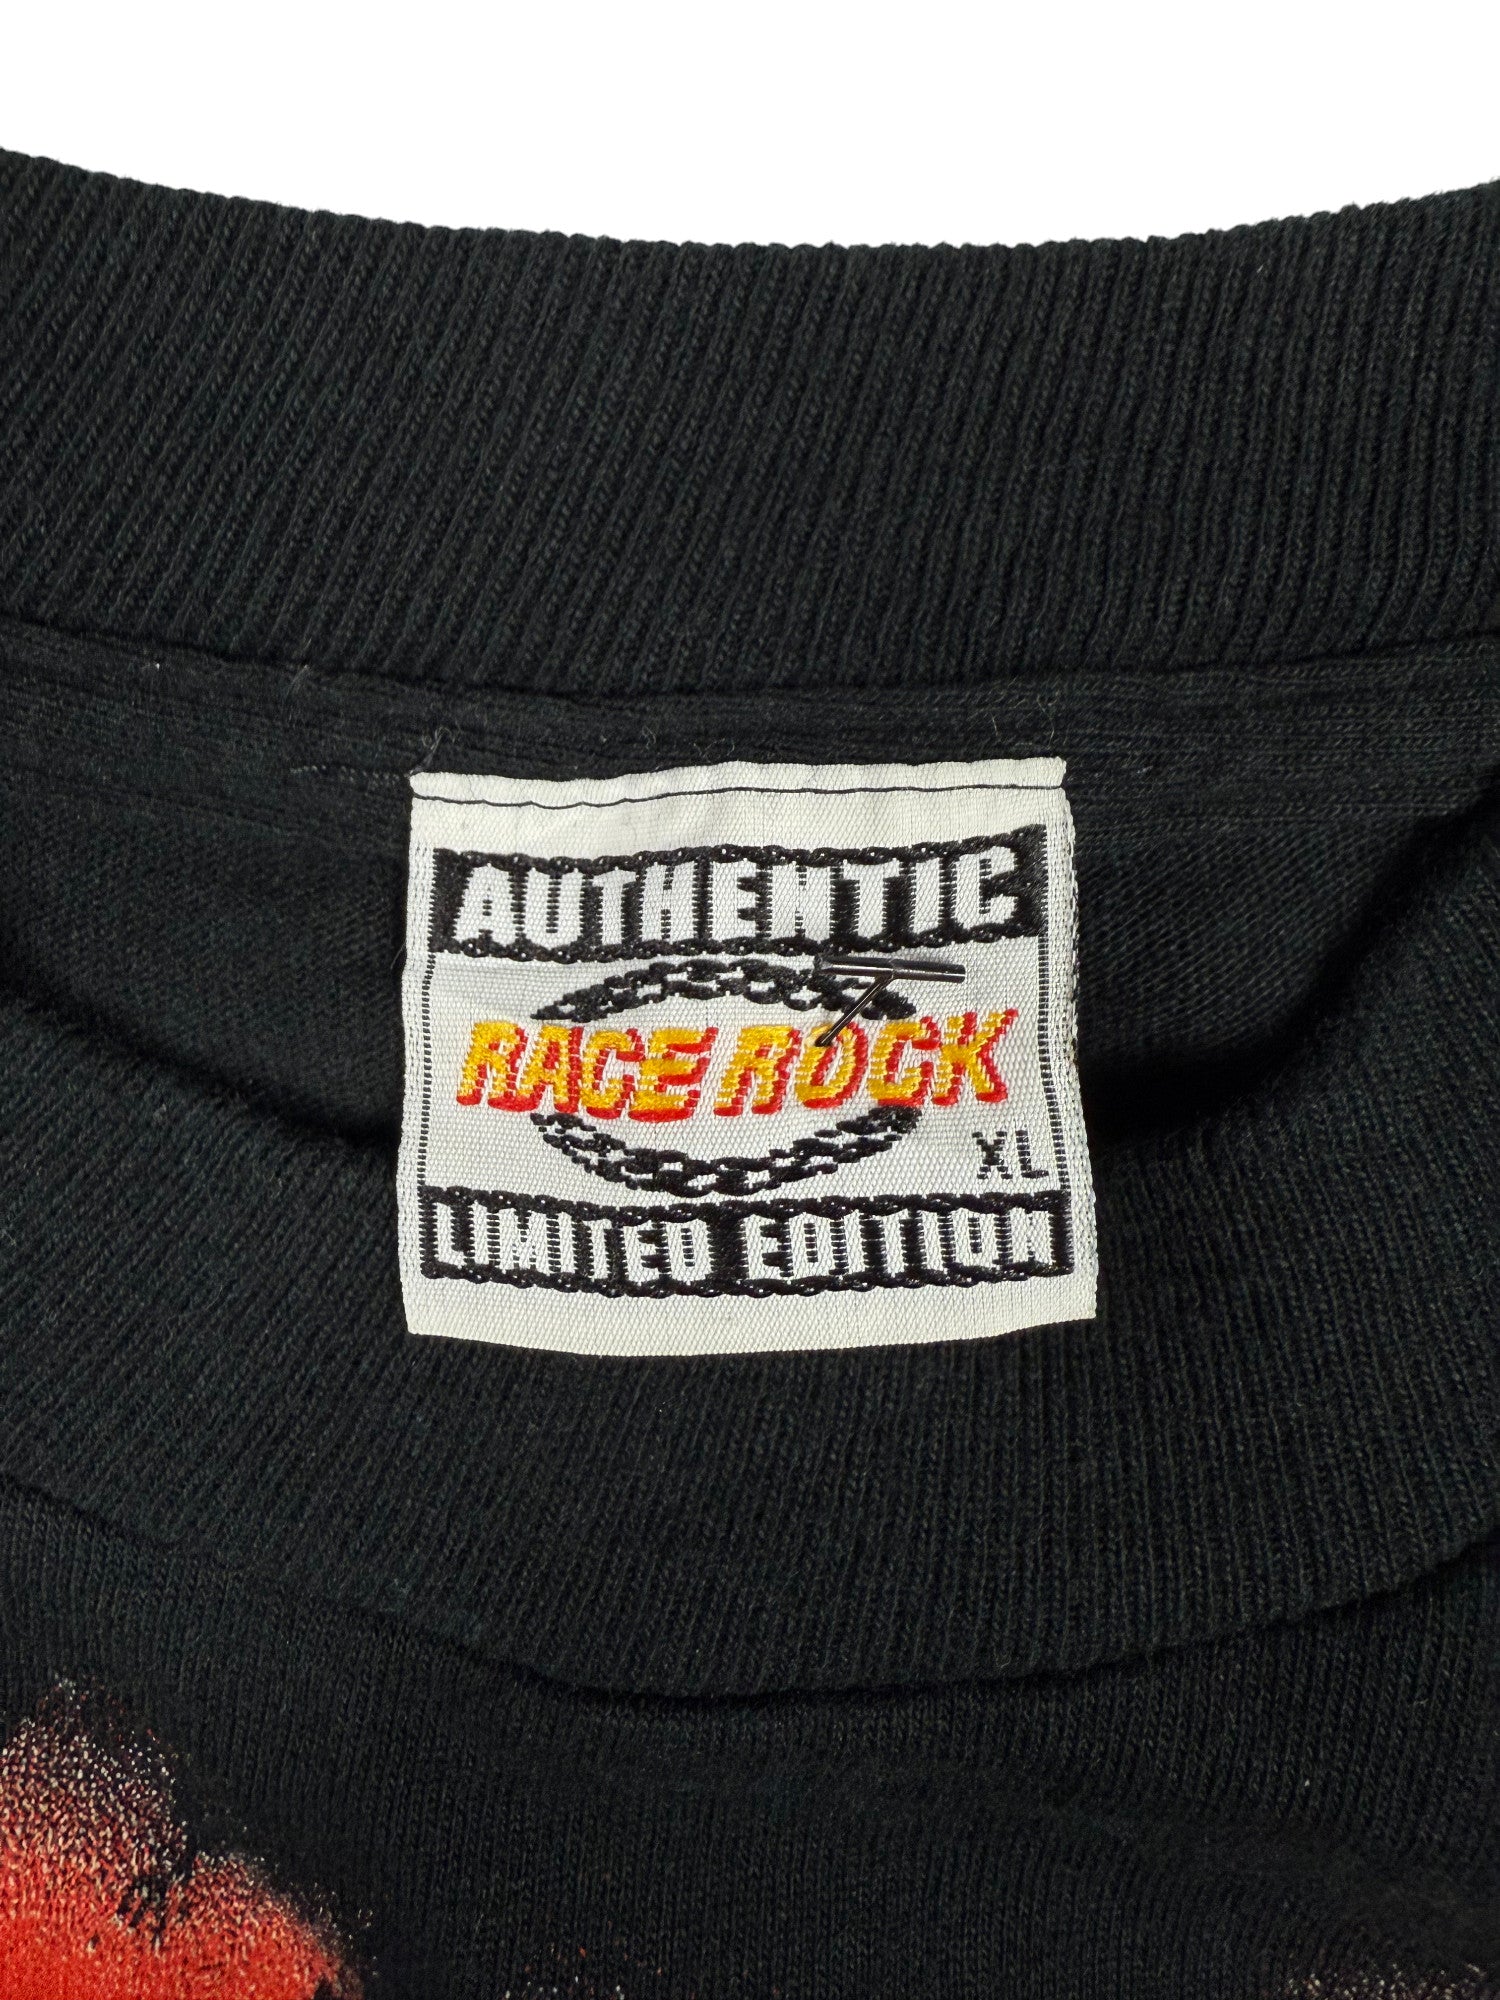 AUTHENTIC
RACE ROCK
XL
LIMITED EDITION